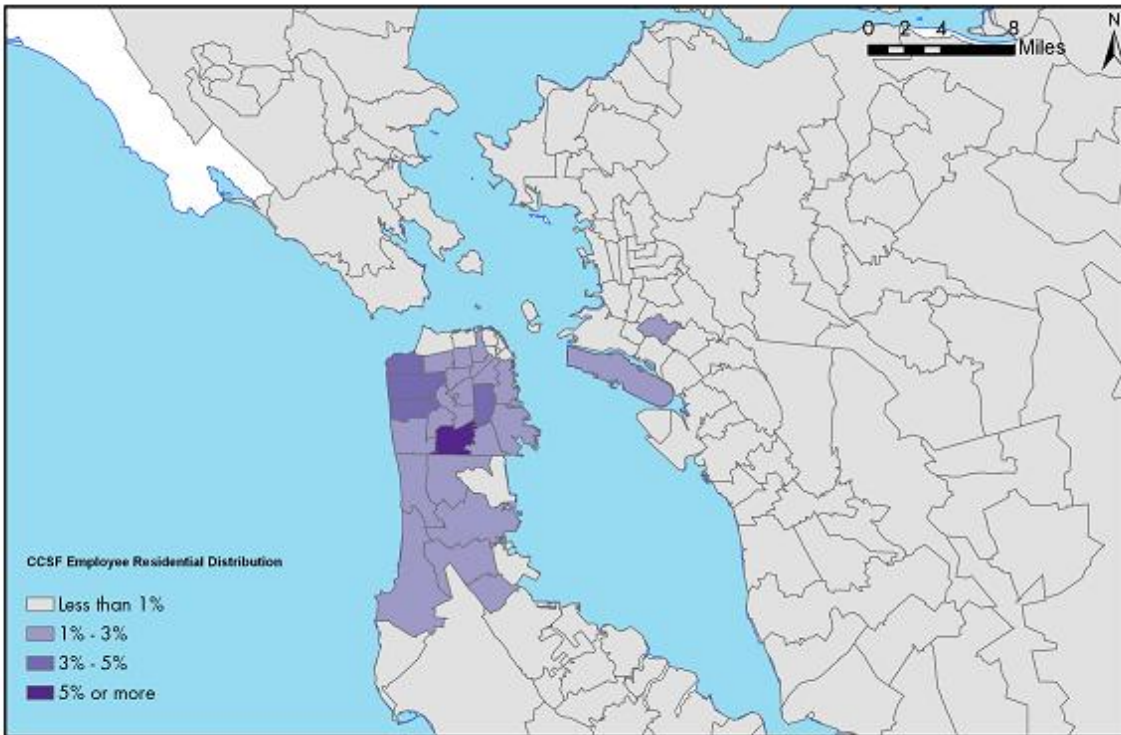 N
0 2 4 8
Miles
CCSF Employee Residential Distribution
Less than 1%
1% - 3%
3% - 5%
5% or more